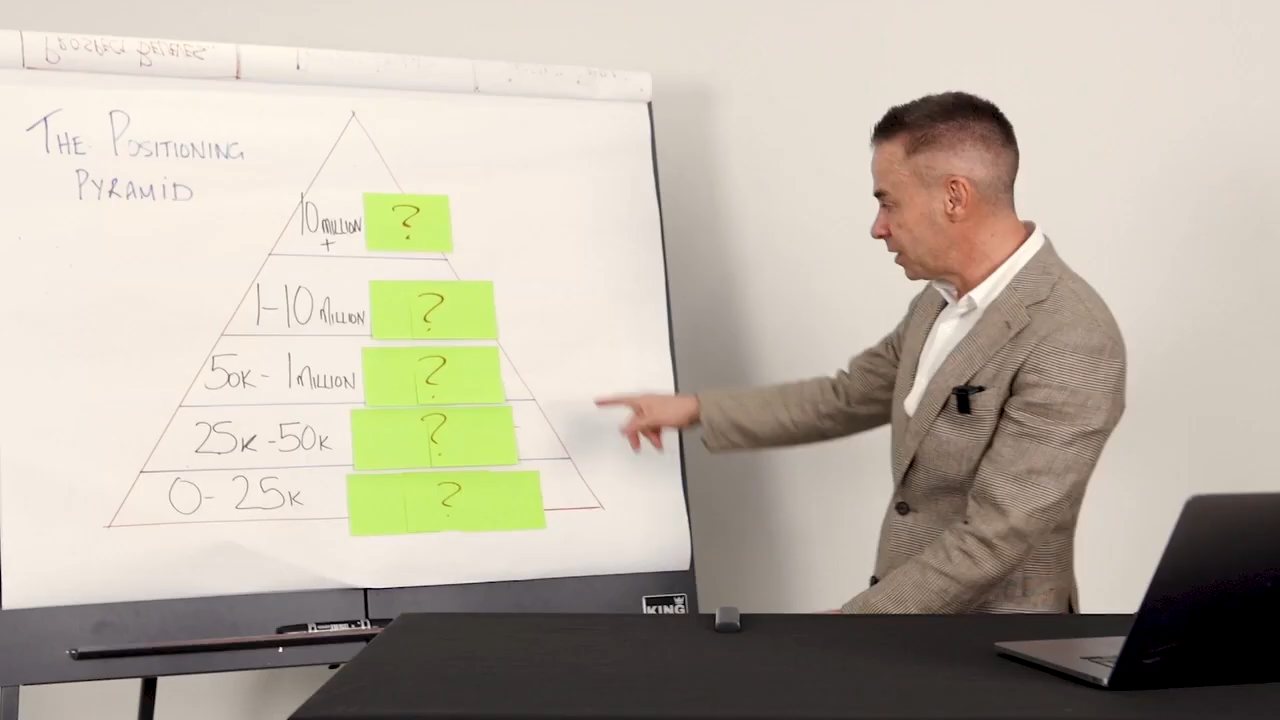 THE POSITIONING
PYRAMID
10 MILLION
+
?
1-10 MILLION
?
50K - 1 MILLION
?
25K - 50K
?
0 - 25K
?
KING